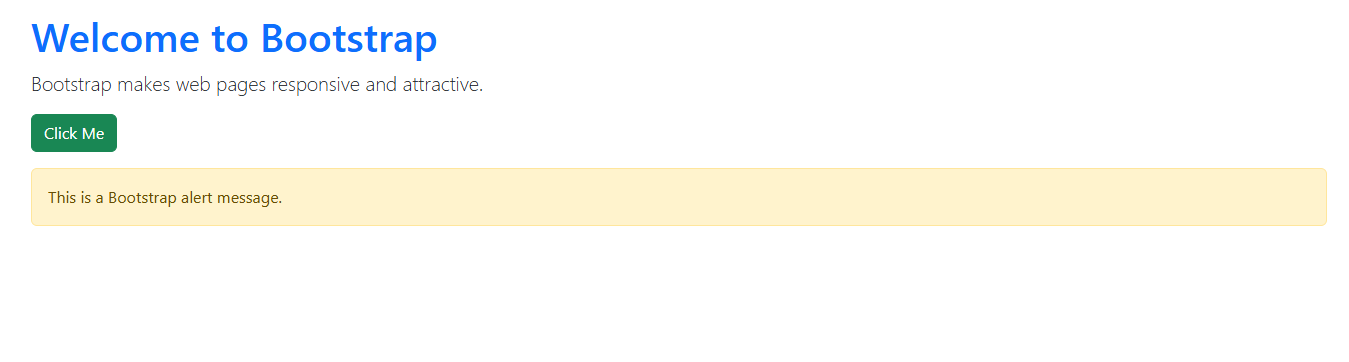 Welcome to Bootstrap
Bootstrap makes web pages responsive and attractive.
Click Me
This is a Bootstrap alert message.